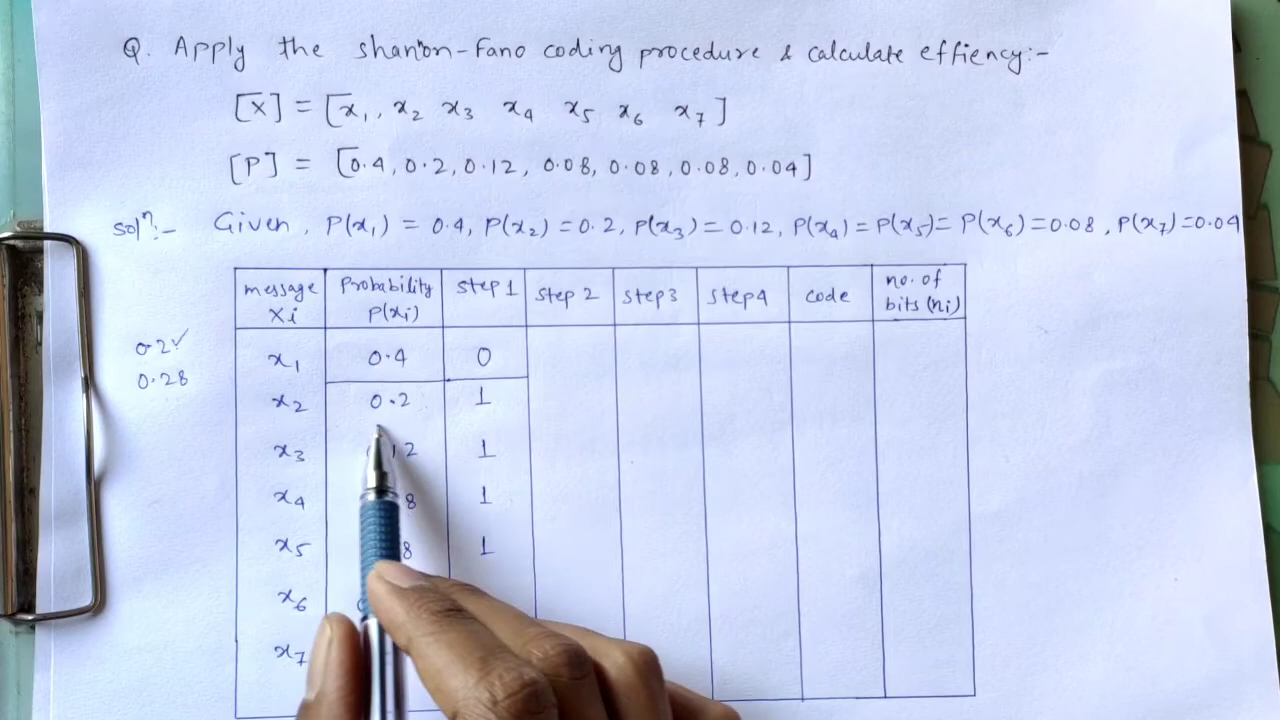 Q. Apply the shannon-Fano coding procedure & calculate effiency:-
[X] = [x₁, x₂ x₃ x₄ x₅ x₆ x₇]
[P] = [0.4, 0.2, 0.12, 0.08, 0.08, 0.08, 0.04]
solⁿ:- Given, P(x₁) = 0.4, P(x₂) = 0.2, P(x₃) = 0.12, P(x₄) = P(x₅) = P(x₆) = 0.08, P(x₇) = 0.04
message Xi Probability P(xi) step 1 step 2 step3 step4 code no. of bits (ni)
0.2✓
0.28
x₁ 0.4 0
x₂ 0.2 1
x₃ 1
x₄ 1
x₅ 1
x₆
x₇